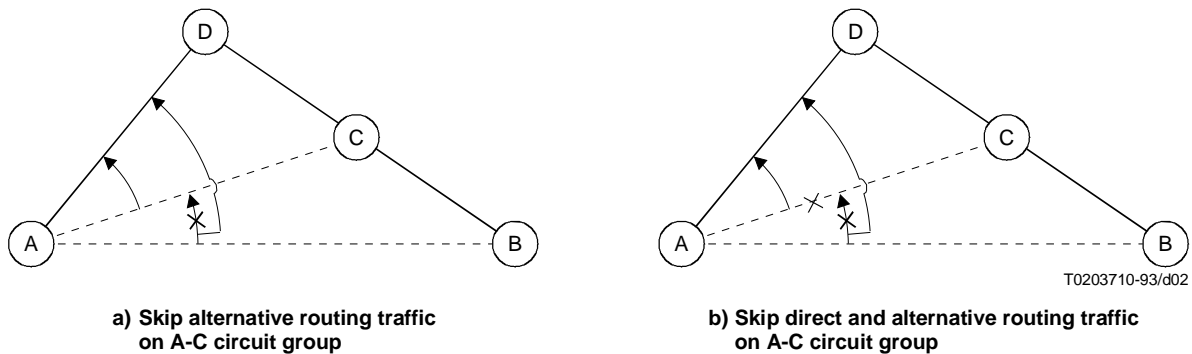 D
C
A
B
D
C
A
B
T0203710-93/d02
a) Skip alternative routing traffic
on A-C circuit group
b) Skip direct and alternative routing traffic
on A-C circuit group